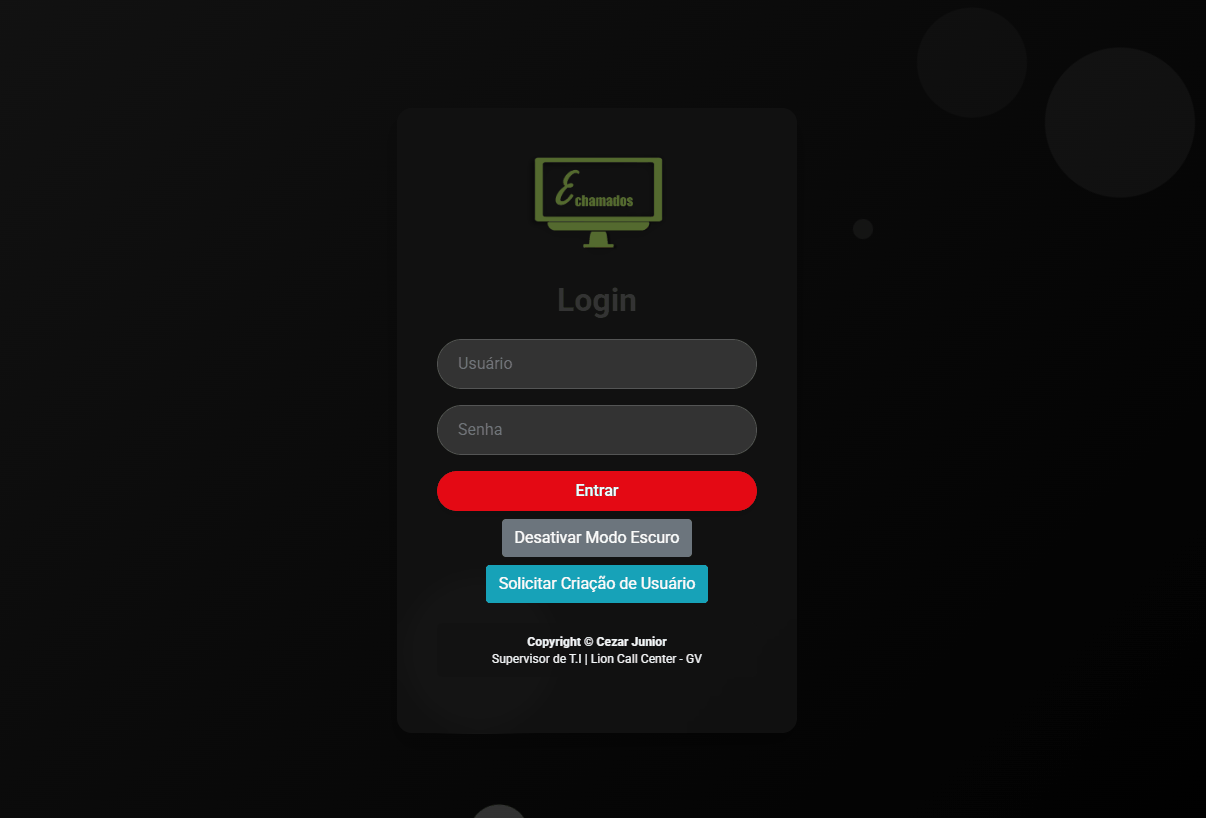 E chamados
Login
Usuário
Senha
Entrar
Desativar Modo Escuro
Solicitar Criação de Usuário
Copyright © Cezar Junior
Supervisor de T.I | Lion Call Center - GV